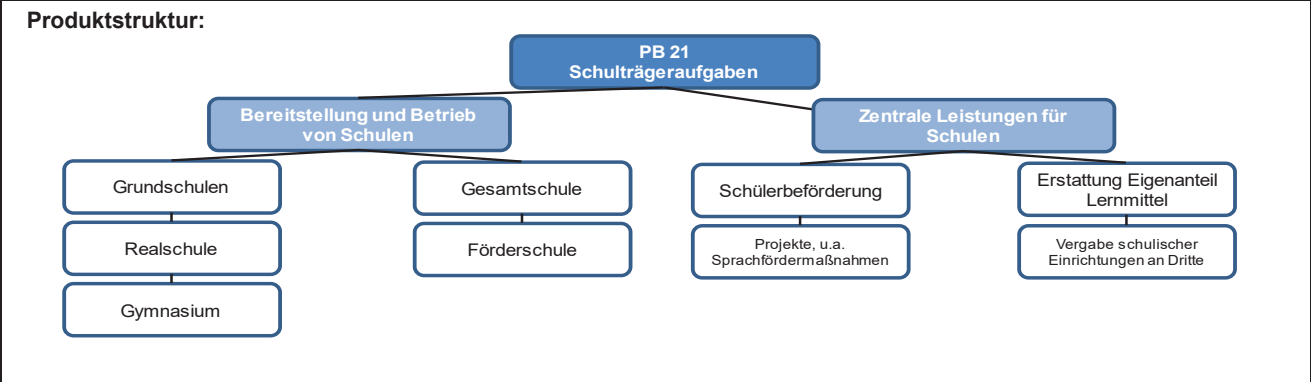 Produktstruktur:
PB 21
Schulträgeraufgaben
Bereitstellung und Betrieb
von Schulen
Zentrale Leistungen für
Schulen
Grundschulen
Realschule
Gymnasium
Gesamtschule
Förderschule
Schülerbeförderung
Projekte, u.a.
Sprachfördermaßnahmen
Erstattung Eigenanteil
Lernmittel
Vergabe schulischer
Einrichtungen an Dritte